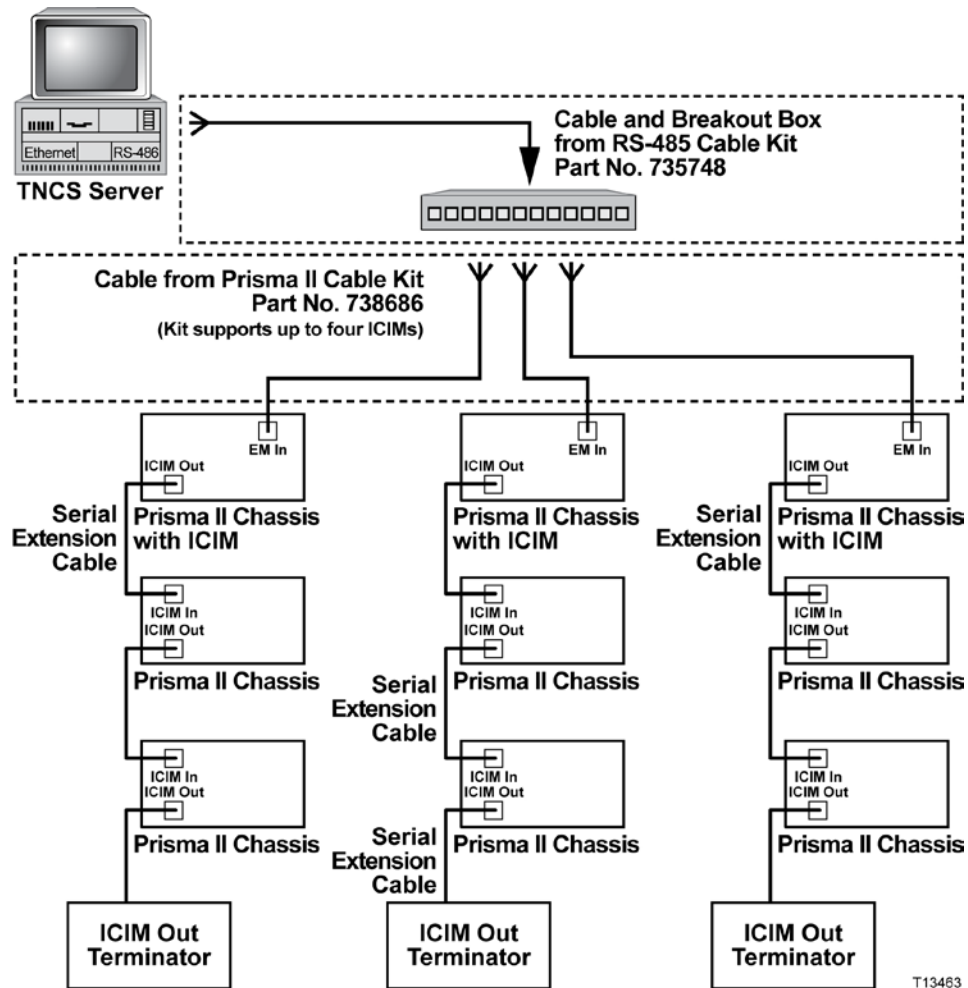 Ethernet
RS-486
TNCS Server
Cable and Breakout Box
from RS-485 Cable Kit
Part No. 735748
Cable from Prisma II Cable Kit
Part No. 738686
(Kit supports up to four ICIMs)
EM In
ICIM Out
Serial
Extension
Cable
Prisma II Chassis
with ICIM
ICIM In
ICIM Out
Prisma II Chassis
ICIM In
ICIM Out
Prisma II Chassis
ICIM Out
Terminator
EM In
ICIM Out
Prisma II Chassis
with ICIM
ICIM In
ICIM Out
Prisma II Chassis
Serial
Extension
Cable
ICIM In
ICIM Out
Prisma II Chassis
Serial
Extension
Cable
ICIM Out
Terminator
EM In
ICIM Out
Serial
Extension
Cable
Prisma II Chassis
with ICIM
ICIM In
ICIM Out
Prisma II Chassis
ICIM In
ICIM Out
Prisma II Chassis
ICIM Out
Terminator
T13463